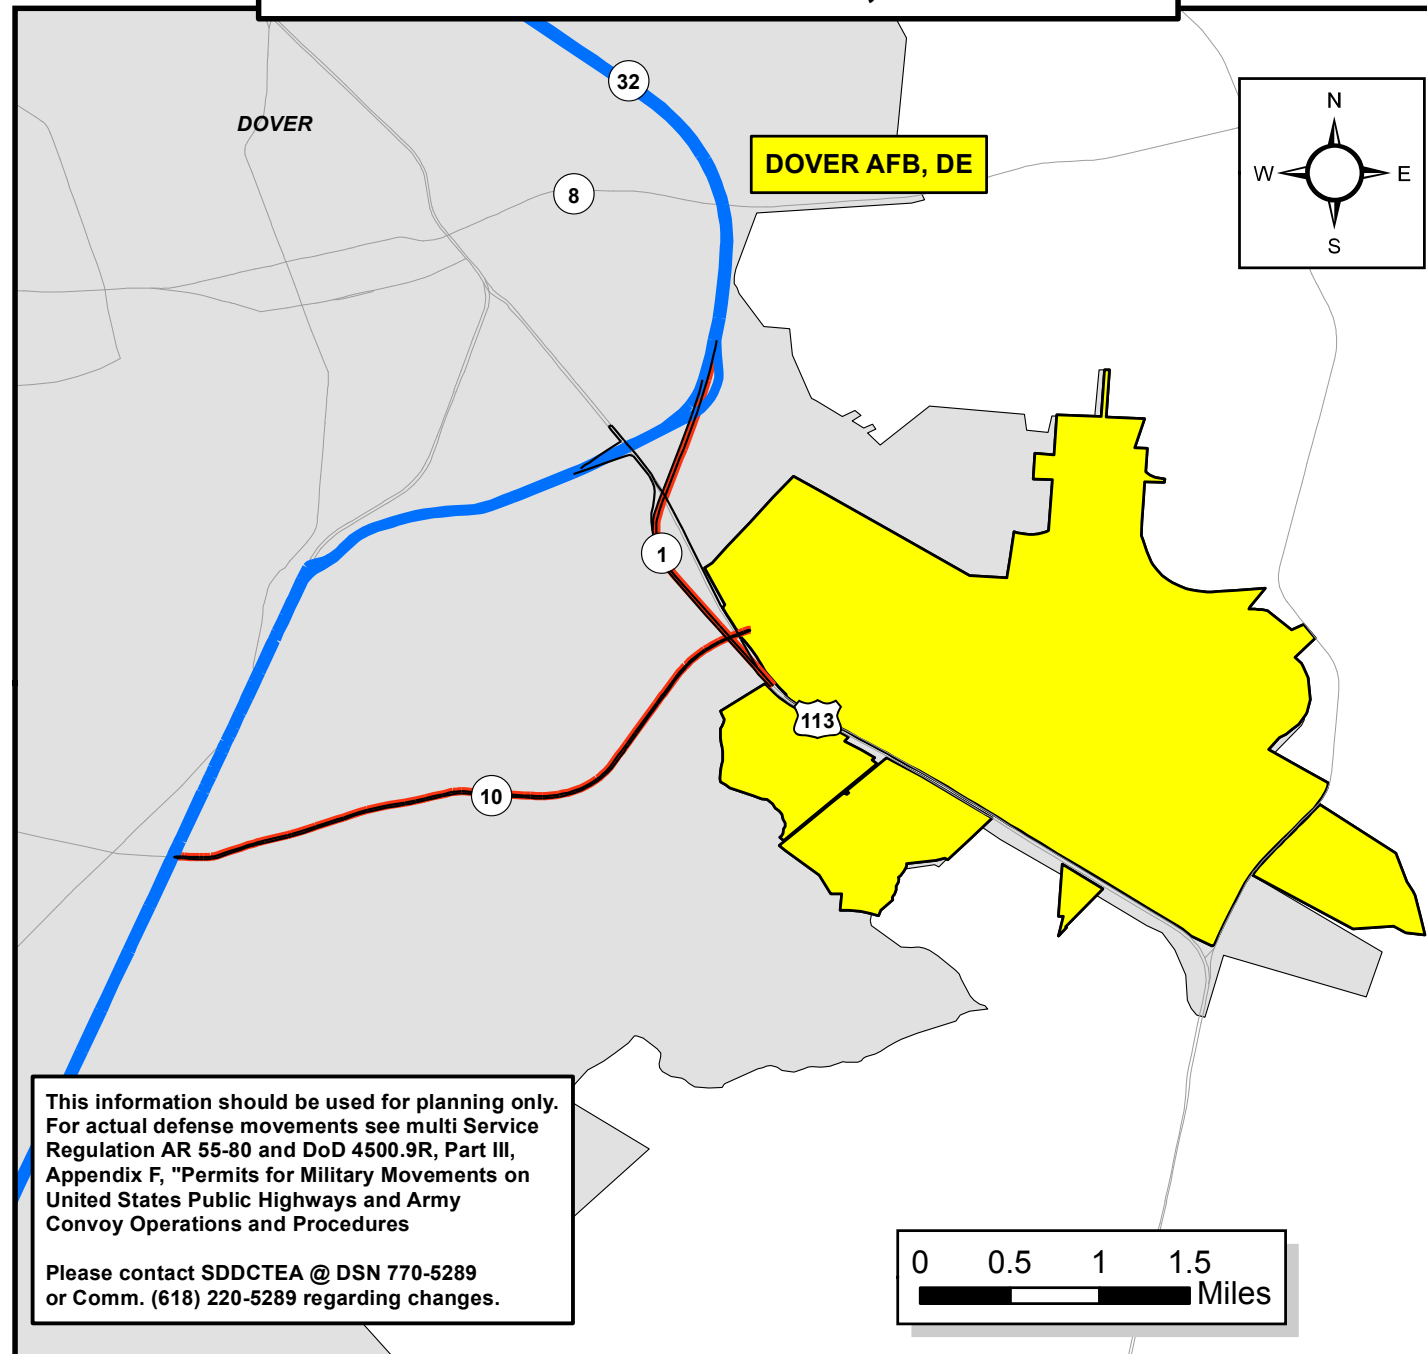 32
DOVER
N
DOVER AFB, DE
W
E
8
S
1
113
10
This information should be used for planning only.
For actual defense movements see multi Service
Regulation AR 55-80 and DoD 4500.9R, Part III,
Appendix F, "Permits for Military Movements on
United States Public Highways and Army
Convoy Operations and Procedures
Please contact SDDCTEA @ DSN 770-5289
or Comm. (618) 220-5289 regarding changes.
0 0.5 1 1.5
Miles